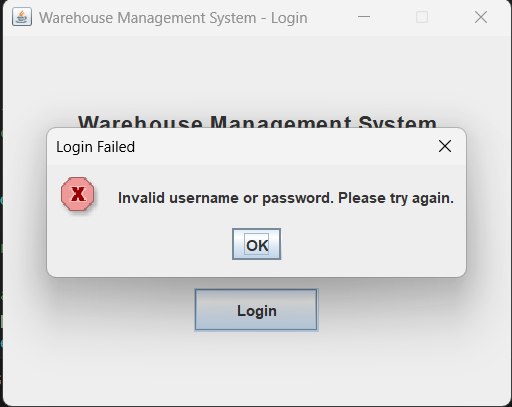 Warehouse Management System - Login
Warehouse Management System
Login Failed
Invalid username or password. Please try again.
OK
Login